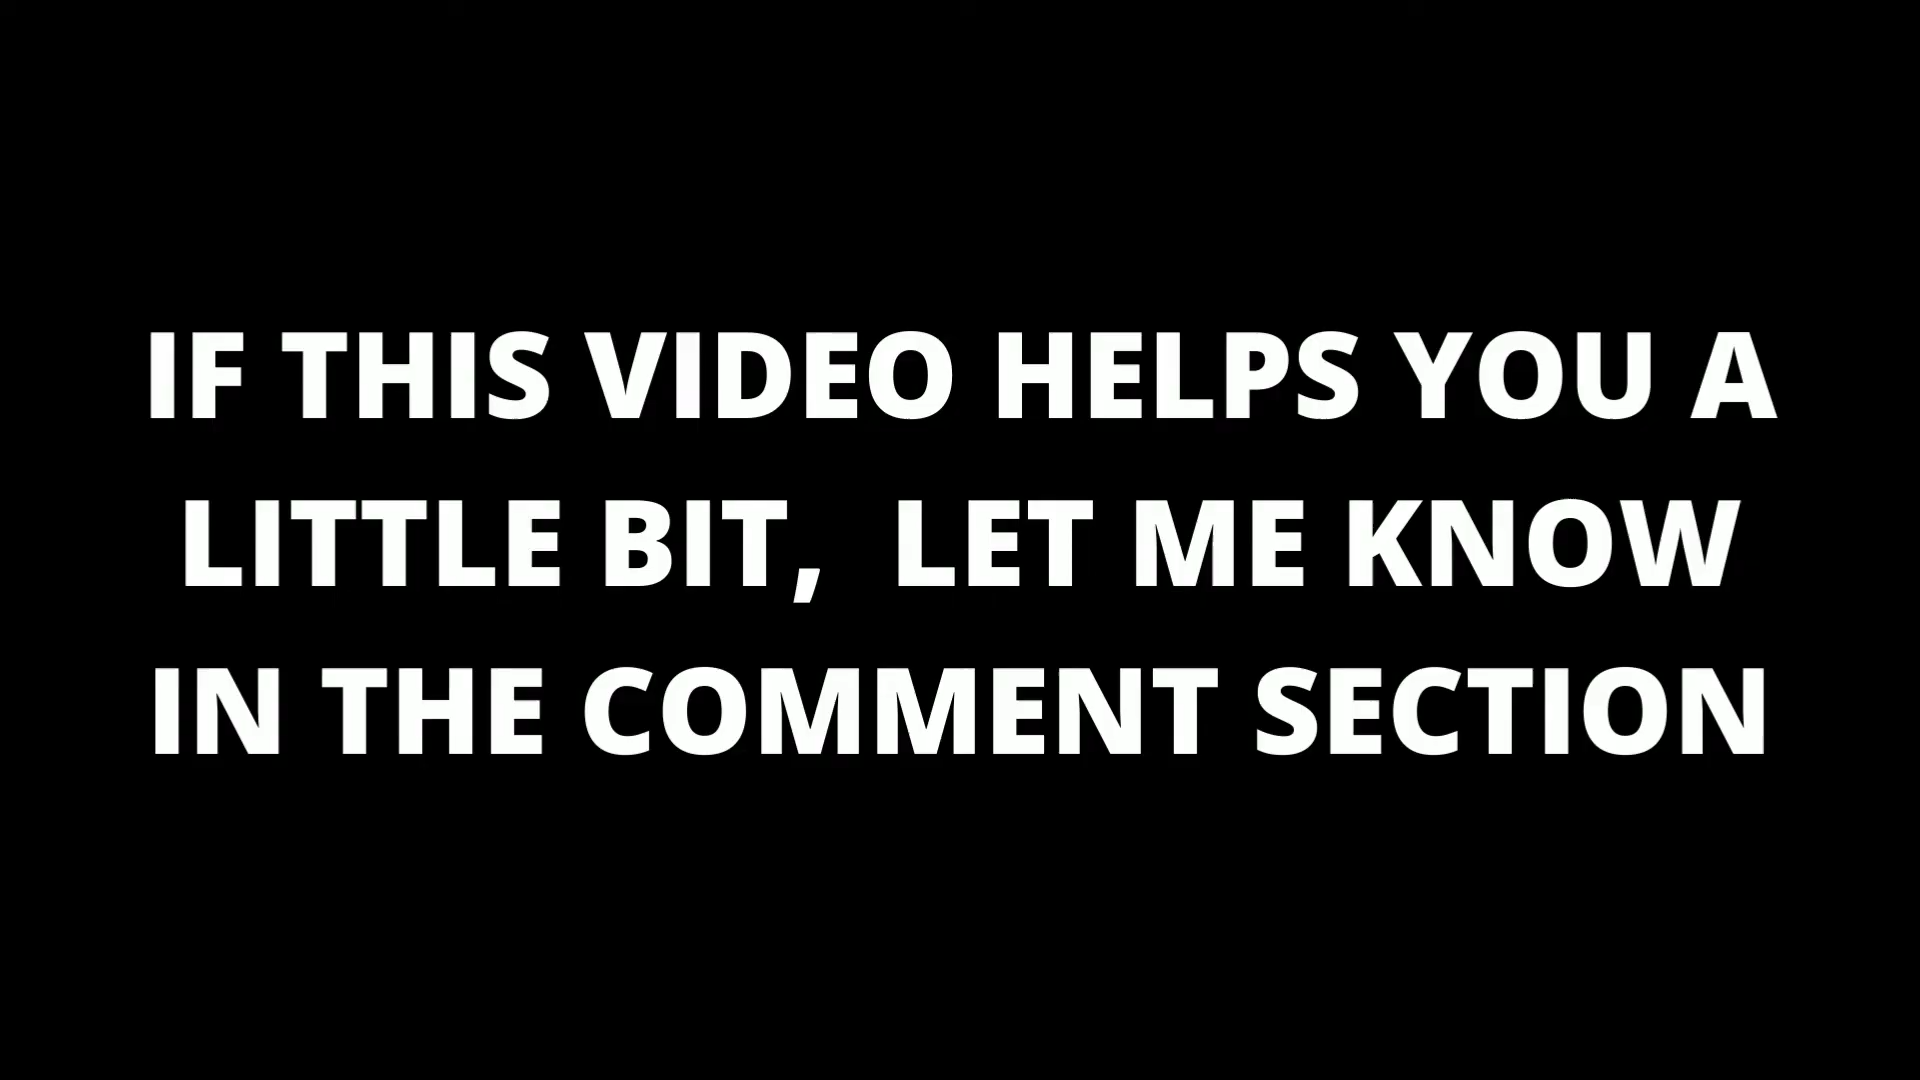 IF THIS VIDEO HELPS YOU A
LITTLE BIT,  LET ME KNOW
IN THE COMMENT SECTION